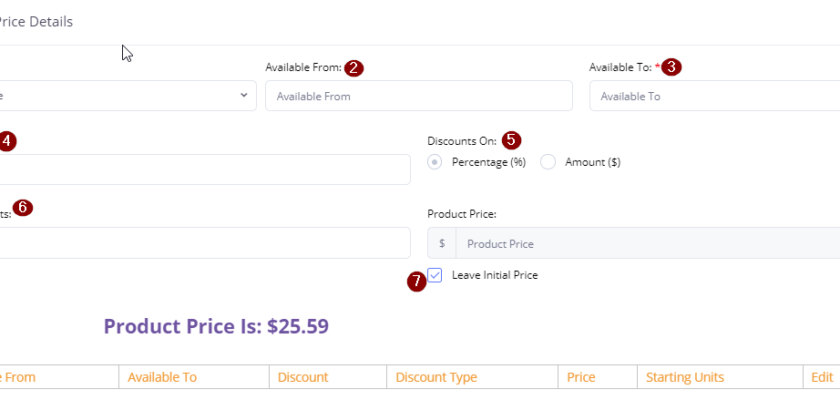 Price Details
Available From: 2
Available To: * 3
Available From
Available To
4
Discounts On: 5
Percentage (%) Amount ($)
6
Product Price:
$ Product Price
7 Leave Initial Price
Product Price Is: $25.59
From Available To Discount Discount Type Price Starting Units Edit